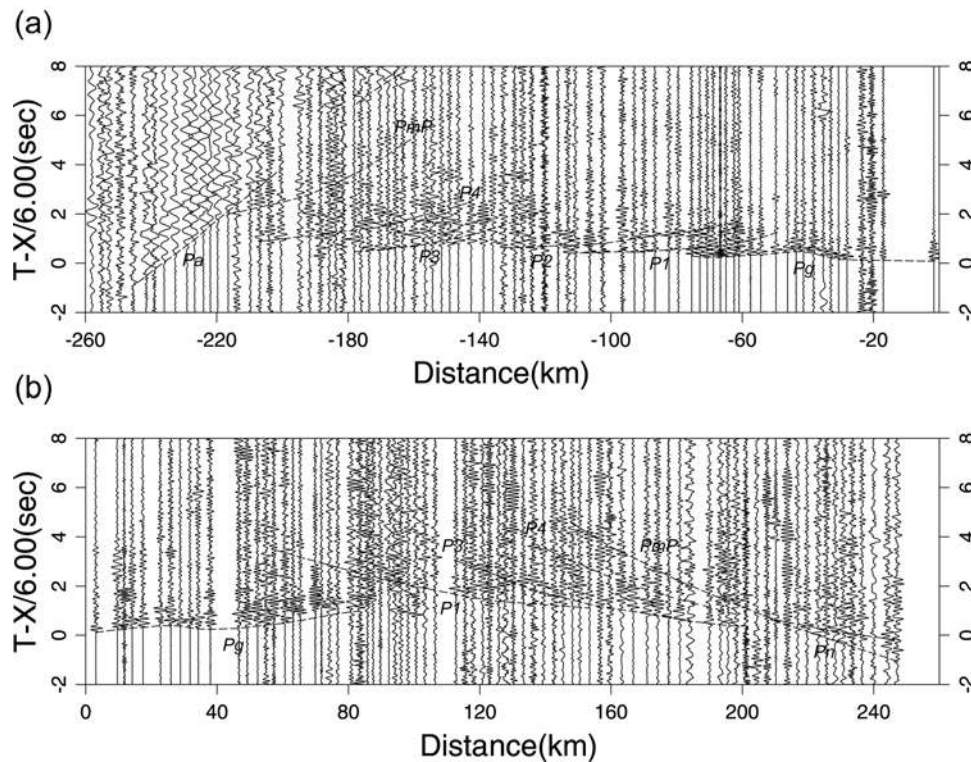 (a)
T-X/6.00(sec)
8 8
6 6
4 4
2 2
0 0
-2 -2
PmP
P4
Pa P3 P2 P1 Pg
-260 -220 -180 -140 -100 -60 -20
Distance(km)
(b)
T-X/6.00(sec)
8 8
6 6
4 4
2 2
0 0
-2 -2
P4
P3 PmP
P1
Pg Pn
0 40 80 120 160 200 240
Distance(km)